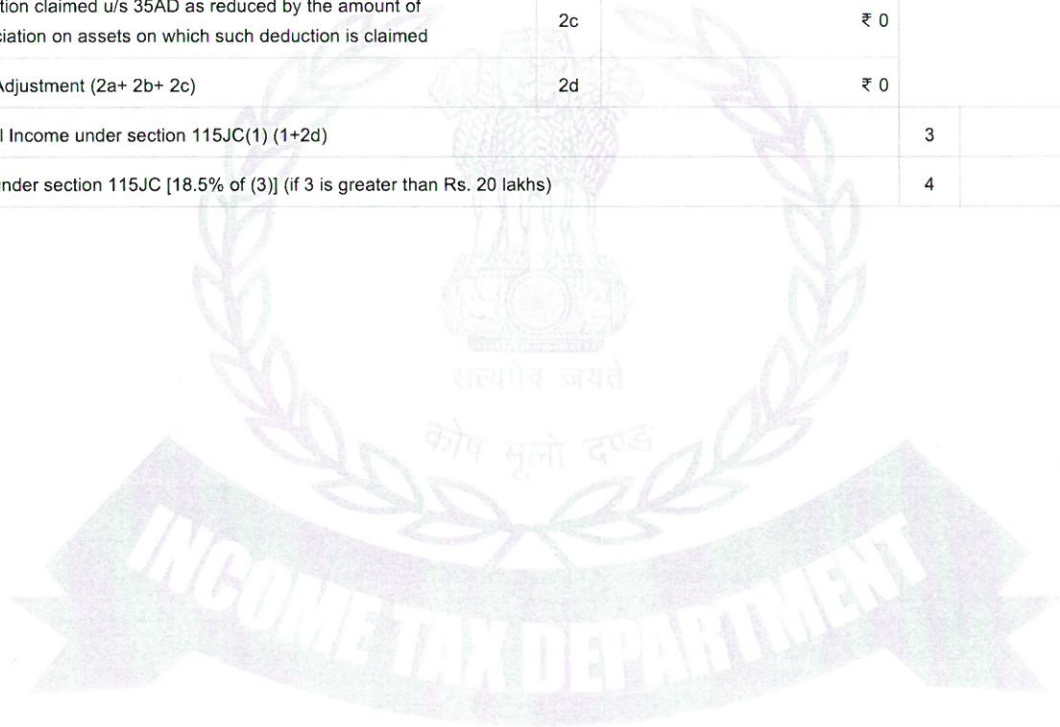 tion claimed u/s 35AD as reduced by the amount of
ciation on assets on which such deduction is claimed
2c
₹ 0
Adjustment (2a+ 2b+ 2c)
2d
₹ 0
l Income under section 115JC(1) (1+2d)
3
nder section 115JC [18.5% of (3)] (if 3 is greater than Rs. 20 lakhs)
4
सत्यमेव जयते
कोष मूलो दण्ड
INCOME TAX DEPARTMENT